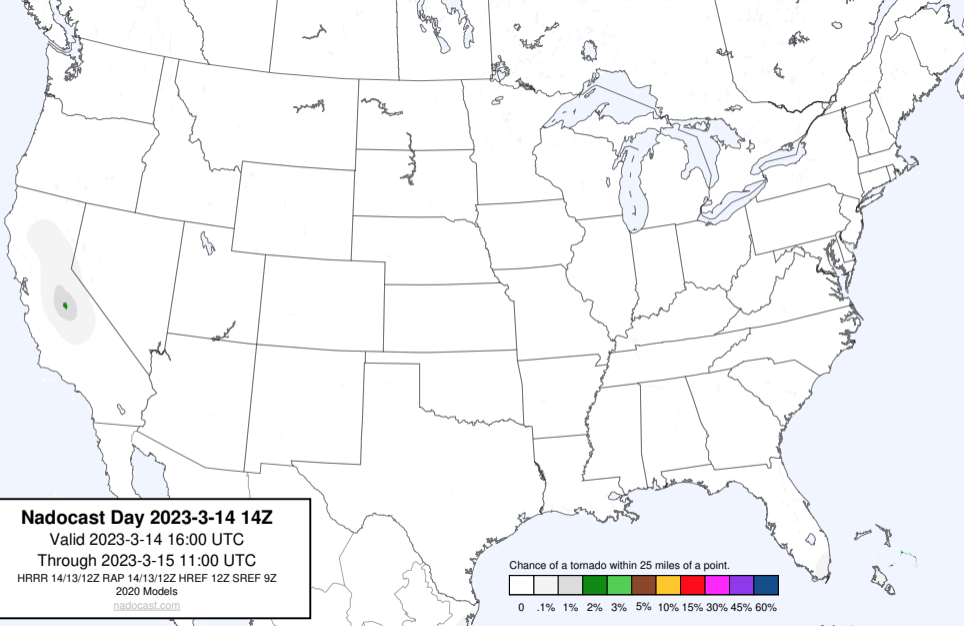 Nadocast Day 2023-3-14 14Z
Valid 2023-3-14 16:00 UTC
Through 2023-3-15 11:00 UTC
HRRR 14/13/12Z RAP 14/13/12Z HREF 12Z SREF 9Z
2020 Models
nadocast.com
Chance of a tornado within 25 miles of a point.
0 .1% 1% 2% 3% 5% 10% 15% 30% 45% 60%